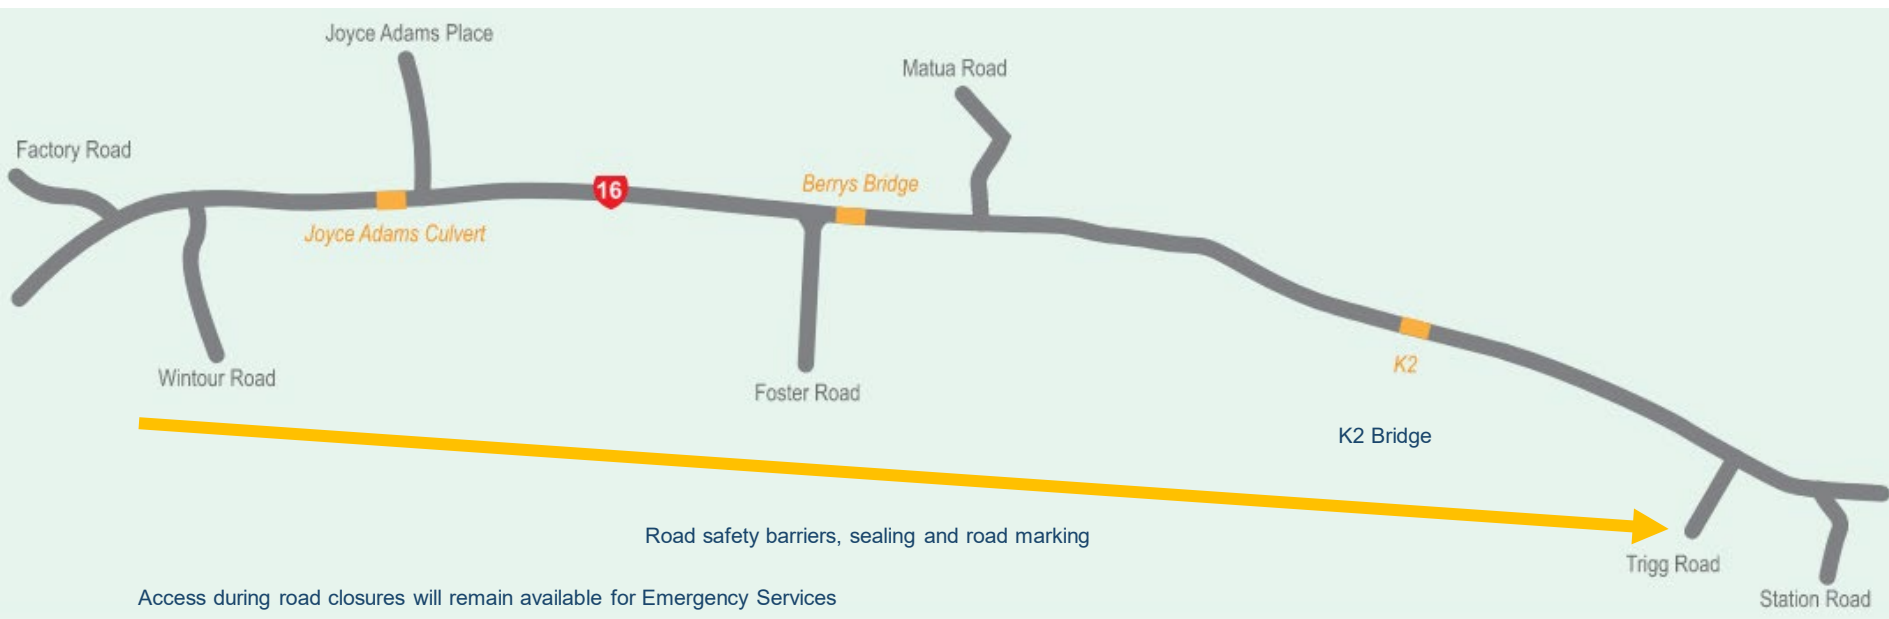 Joyce Adams Place
Matua Road
Factory Road
16
Berrys Bridge
Joyce Adams Culvert
K2
Wintour Road
Foster Road
K2 Bridge
Road safety barriers, sealing and road marking
Trigg Road
Access during road closures will remain available for Emergency Services
Station Road